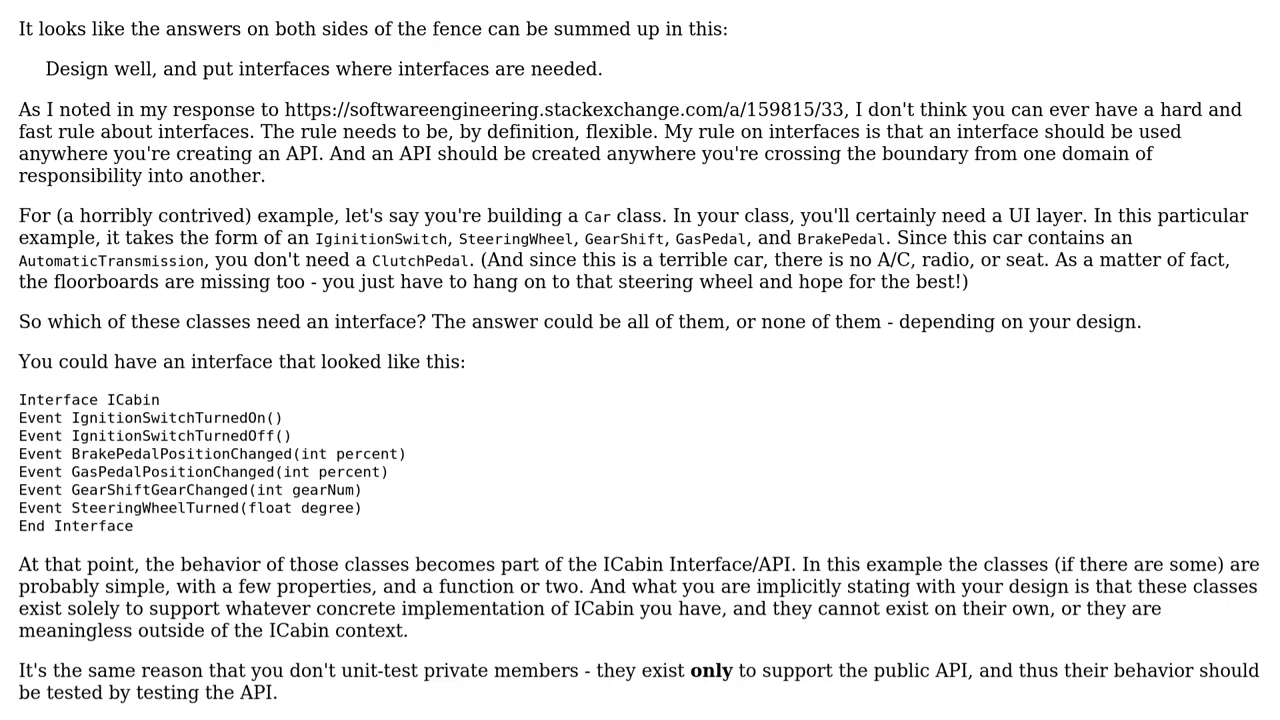 It looks like the answers on both sides of the fence can be summed up in this:
Design well, and put interfaces where interfaces are needed.
As I noted in my response to https://softwareengineering.stackexchange.com/a/159815/33, I don't think you can ever have a hard and
fast rule about interfaces. The rule needs to be, by definition, flexible. My rule on interfaces is that an interface should be used
anywhere you're creating an API. And an API should be created anywhere you're crossing the boundary from one domain of
responsibility into another.
For (a horribly contrived) example, let's say you're building a Car class. In your class, you'll certainly need a UI layer. In this particular
example, it takes the form of an IginitionSwitch, SteeringWheel, GearShift, GasPedal, and BrakePedal. Since this car contains an
AutomaticTransmission, you don't need a ClutchPedal. (And since this is a terrible car, there is no A/C, radio, or seat. As a matter of fact,
the floorboards are missing too - you just have to hang on to that steering wheel and hope for the best!)
So which of these classes need an interface? The answer could be all of them, or none of them - depending on your design.
You could have an interface that looked like this:
Interface ICabin
Event IgnitionSwitchTurnedOn()
Event IgnitionSwitchTurnedOff()
Event BrakePedalPositionChanged(int percent)
Event GasPedalPositionChanged(int percent)
Event GearShiftGearChanged(int gearNum)
Event SteeringWheelTurned(float degree)
End Interface
At that point, the behavior of those classes becomes part of the ICabin Interface/API. In this example the classes (if there are some) are
probably simple, with a few properties, and a function or two. And what you are implicitly stating with your design is that these classes
exist solely to support whatever concrete implementation of ICabin you have, and they cannot exist on their own, or they are
meaningless outside of the ICabin context.
It's the same reason that you don't unit-test private members - they exist only to support the public API, and thus their behavior should
be tested by testing the API.